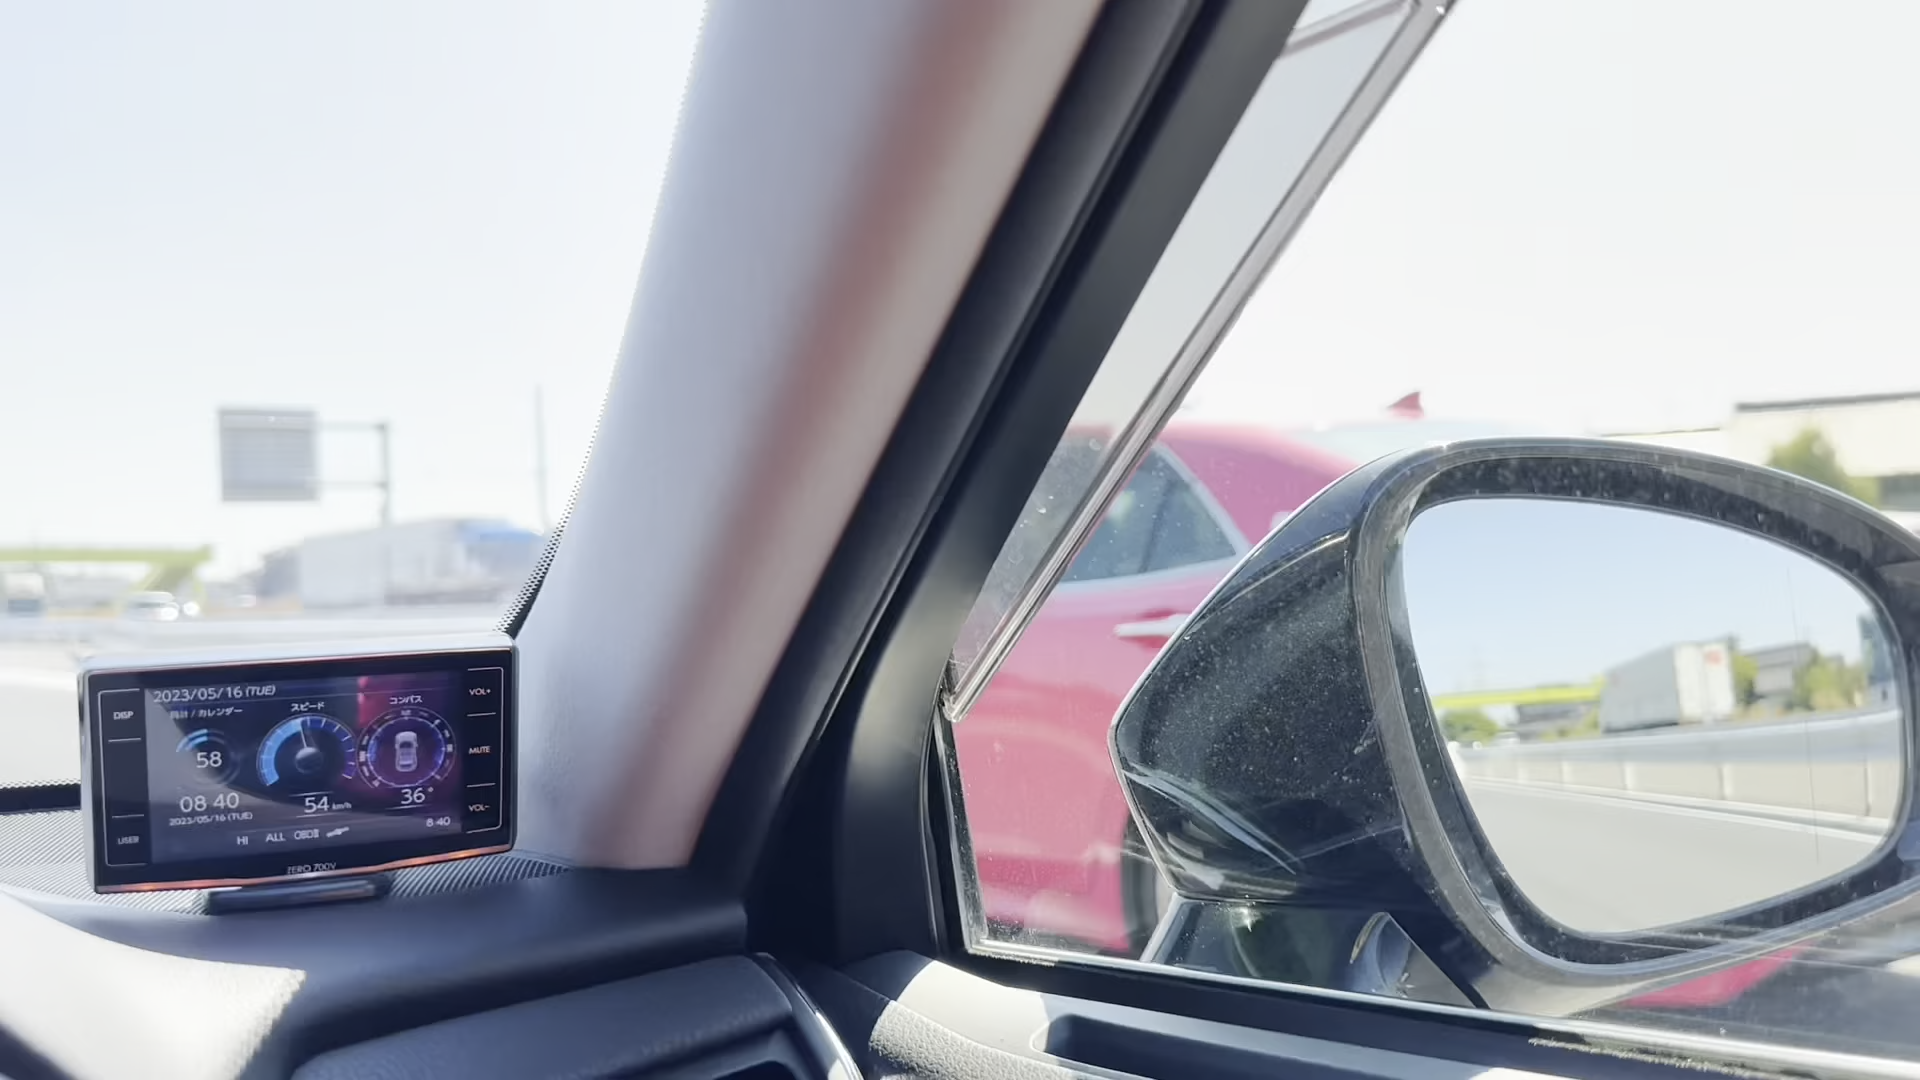 2023/05/16 (TUE)
時計 / カレンダー
スピード
コンパス
58
08 40
2023/05/16 (TUE)
54 km/h
36°
HI ALL OBDII
8:40
DISP
USER
VOL+
MUTE
VOL-
ZERO 700V